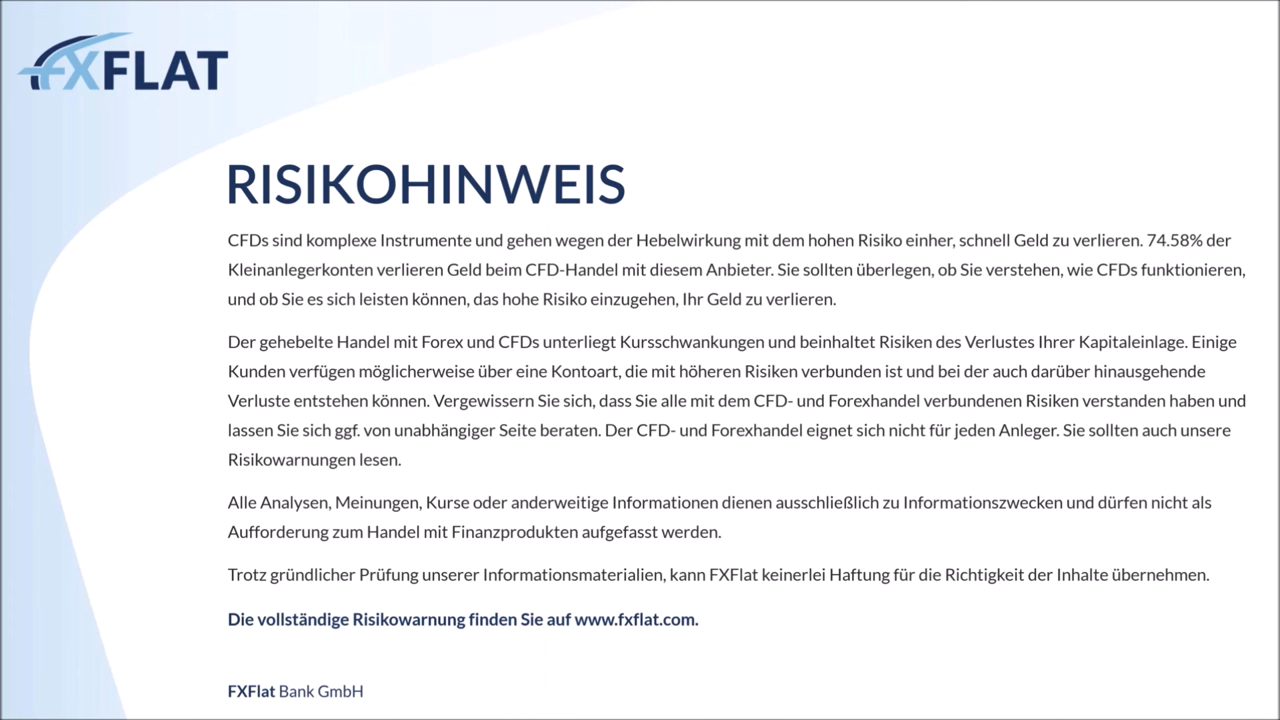 FXFLAT
RISIKOHINWEIS
CFDs sind komplexe Instrumente und gehen wegen der Hebelwirkung mit dem hohen Risiko einher, schnell Geld zu verlieren. 74.58% der
Kleinanlegerkonten verlieren Geld beim CFD-Handel mit diesem Anbieter. Sie sollten überlegen, ob Sie verstehen, wie CFDs funktionieren,
und ob Sie es sich leisten können, das hohe Risiko einzugehen, Ihr Geld zu verlieren.
Der gehebelte Handel mit Forex und CFDs unterliegt Kursschwankungen und beinhaltet Risiken des Verlustes Ihrer Kapitaleinlage. Einige
Kunden verfügen möglicherweise über eine Kontoart, die mit höheren Risiken verbunden ist und bei der auch darüber hinausgehende
Verluste entstehen können. Vergewissern Sie sich, dass Sie alle mit dem CFD- und Forexhandel verbundenen Risiken verstanden haben und
lassen Sie sich ggf. von unabhängiger Seite beraten. Der CFD- und Forexhandel eignet sich nicht für jeden Anleger. Sie sollten auch unsere
Risikowarnungen lesen.
Alle Analysen, Meinungen, Kurse oder anderweitige Informationen dienen ausschließlich zu Informationszwecken und dürfen nicht als
Aufforderung zum Handel mit Finanzprodukten aufgefasst werden.
Trotz gründlicher Prüfung unserer Informationsmaterialien, kann FXFlat keinerlei Haftung für die Richtigkeit der Inhalte übernehmen.
Die vollständige Risikowarnung finden Sie auf www.fxflat.com.
FXFlat Bank GmbH